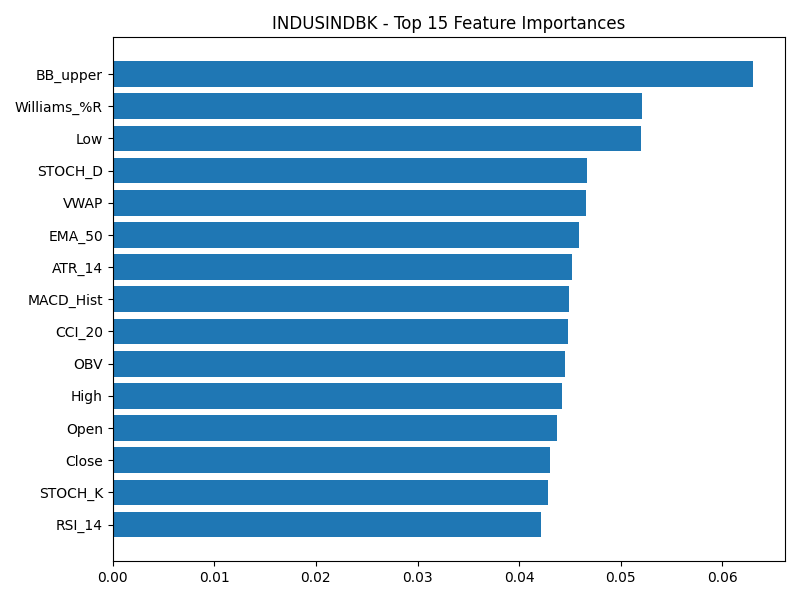 INDUSINDBK - Top 15 Feature Importances
BB_upper
Williams_%R
Low
STOCH_D
VWAP
EMA_50
ATR_14
MACD_Hist
CCI_20
OBV
High
Open
Close
STOCH_K
RSI_14
0.00 0.01 0.02 0.03 0.04 0.05 0.06